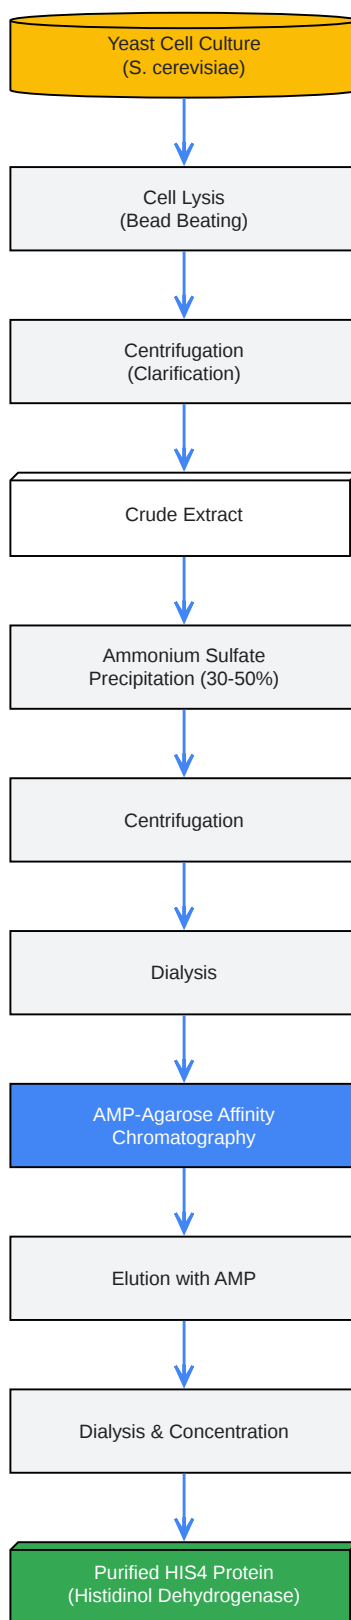 Yeast Cell Culture
(S. cerevisiae)
Cell Lysis
(Bead Beating)
Centrifugation
(Clarification)
Crude Extract
Ammonium Sulfate
Precipitation (30-50%)
Centrifugation
Dialysis
AMP-Agarose Affinity
Chromatography
Elution with AMP
Dialysis & Concentration
Purified HIS4 Protein
(Histidinol Dehydrogenase)